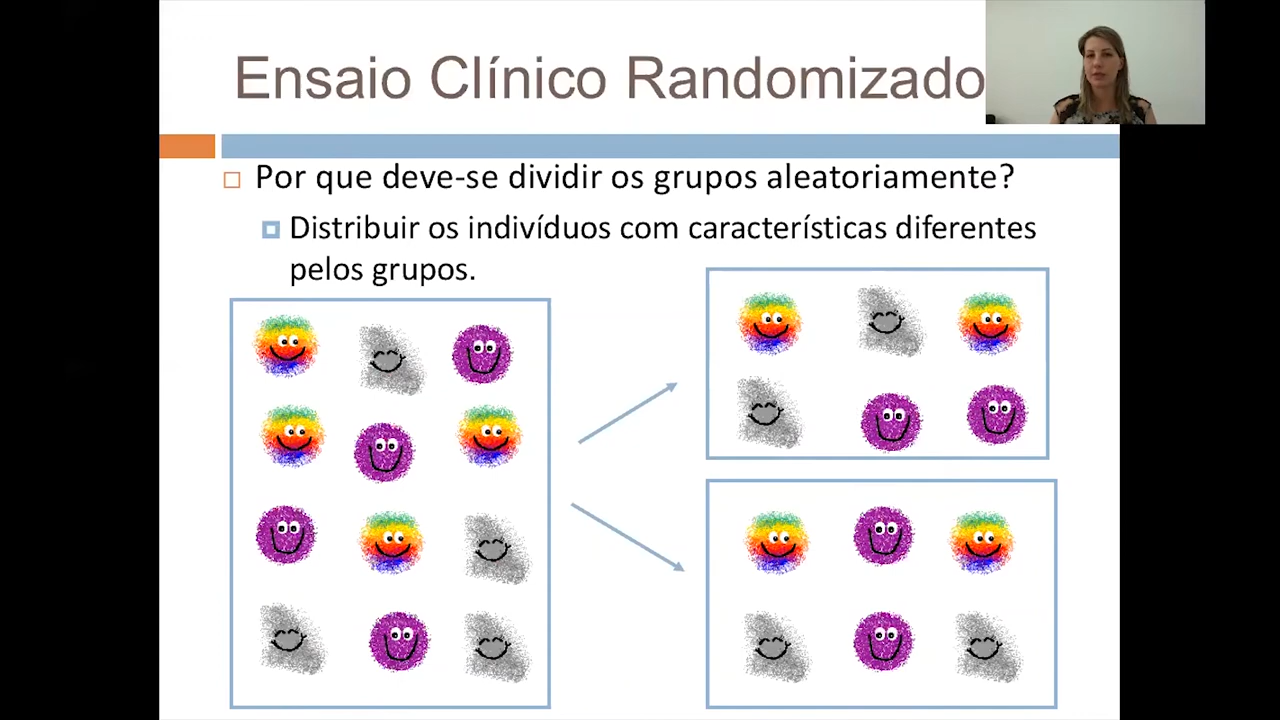 Ensaio Clínico Randomizado
Por que deve-se dividir os grupos aleatoriamente?
Distribuir os indivíduos com características diferentes
pelos grupos.